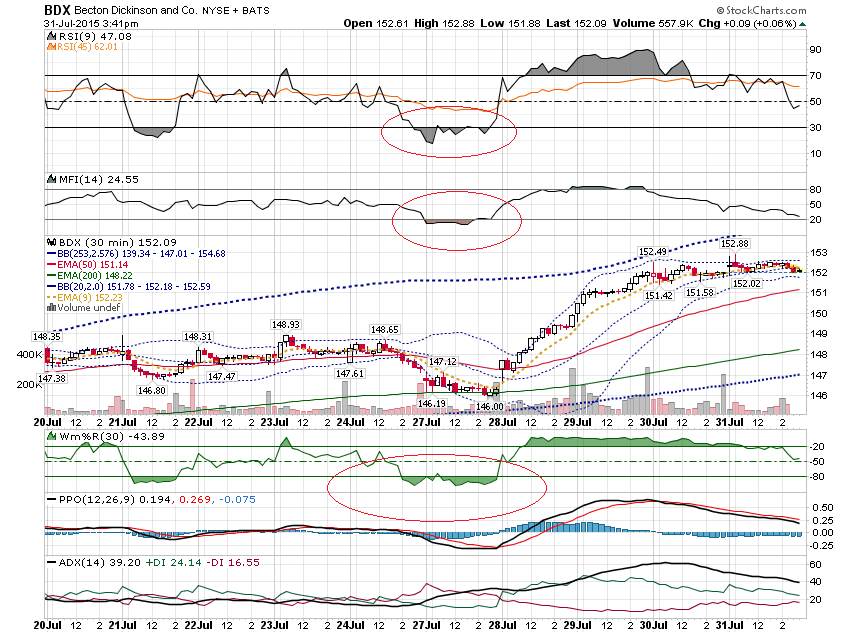 BDX Becton Dickinson and Co. NYSE + BATS © StockCharts.com
31-Jul-2015 3:41pm Open 152.61 High 152.88 Low 151.88 Last 152.09 Volume 557.9K Chg +0.09 (+0.06%)
RSI(9) 47.08
RSI(45) 62.01
90
70
50
30
10
MFI(14) 24.55
80
50
20
BDX (30 min) 152.09
BB(253,2.576) 139.34 - 147.01 - 154.68
EMA(50) 151.14
EMA(200) 148.22
BB(20,2.0) 151.78 - 152.18 - 152.59
EMA(9) 152.23
Volume undef
152.49 152.88
153
152
151.42 151.58 152.02
151
150
149
148.35 148.31 148.93 148.65
400K 148
147.38 147.47 147.61 147.12
147
200K 146.80
146.19 146.00
146
20Jul 12 2 21Jul 12 2 22Jul 12 2 23Jul 12 2 24Jul 12 2 27Jul 12 2 28Jul 12 2 29Jul 12 2 30Jul 12 2 31Jul 12 2
Wm%R(30) -43.89
-20
-50
-80
PPO(12,26,9) 0.194, 0.269, -0.075
0.50
0.25
0.00
-0.25
ADX(14) 39.20 +DI 24.14 -DI 16.55
60
40
20
20Jul 12 2 21Jul 12 2 22Jul 12 2 23Jul 12 2 24Jul 12 2 27Jul 12 2 28Jul 12 2 29Jul 12 2 30Jul 12 2 31Jul 12 2